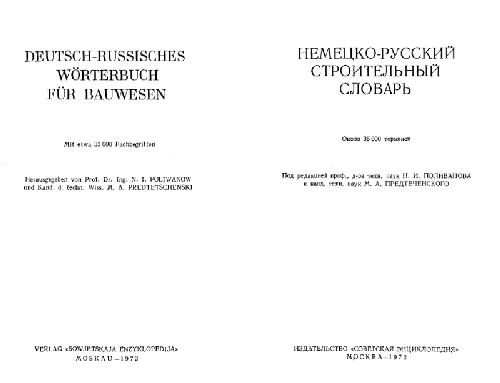 DEUTSCH-RUSSISCHES
WÖRTERBUCH
FÜR BAUWESEN
Mit etwa 35 000 Fachbegriffen
Herausgegeben von Prof. Dr. Ing. N. I. POLIWANOW
und Kand. d. techn. Wiss. M. A. PREDTETSCHENSKI
VERLAG «SOWJETSKAJA ENZYKLOPEDIJA»
MOSKAU—1972
НЕМЕЦКО-РУССКИЙ
СТРОИТЕЛЬНЫЙ
СЛОВАРЬ
Около 35 000 терминов
Под редакцией проф., д-ра техн. наук Н. И. ПОЛИВАНОВА
и канд. техн. наук М. А. ПРЕДТЕЧЕНСКОГО
ИЗДАТЕЛЬСТВО «СОВЕТСКАЯ ЭНЦИКЛОПЕДИЯ»
МОСКВА—1972